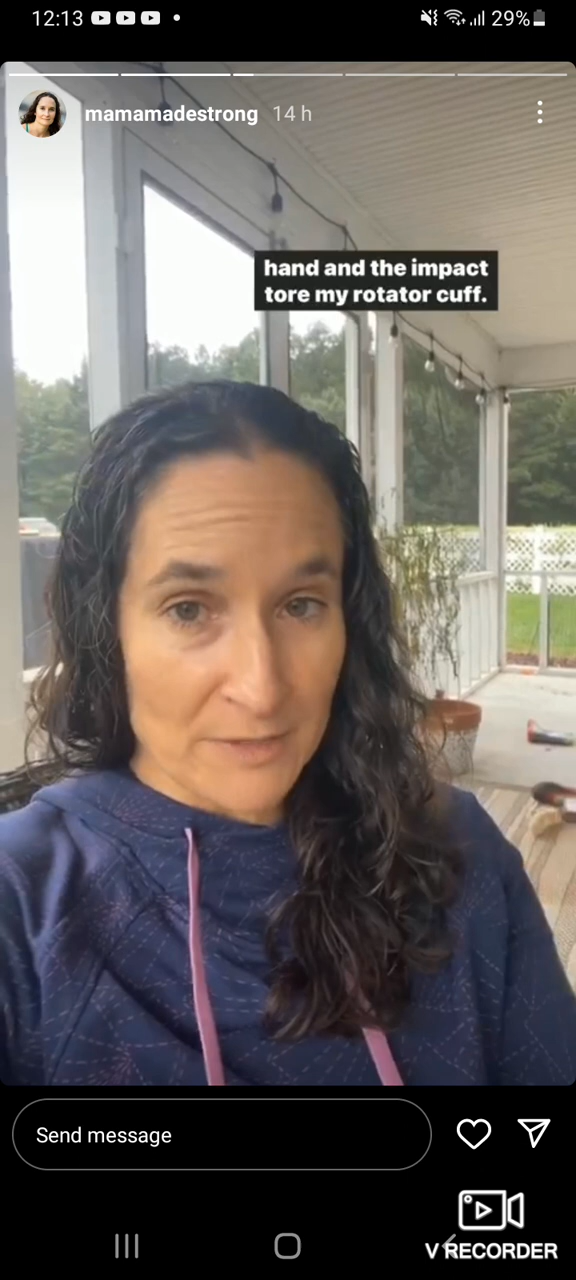 12:13 29%
mamamadestrong 14 h
hand and the impact
tore my rotator cuff.
Send message
V RECORDER